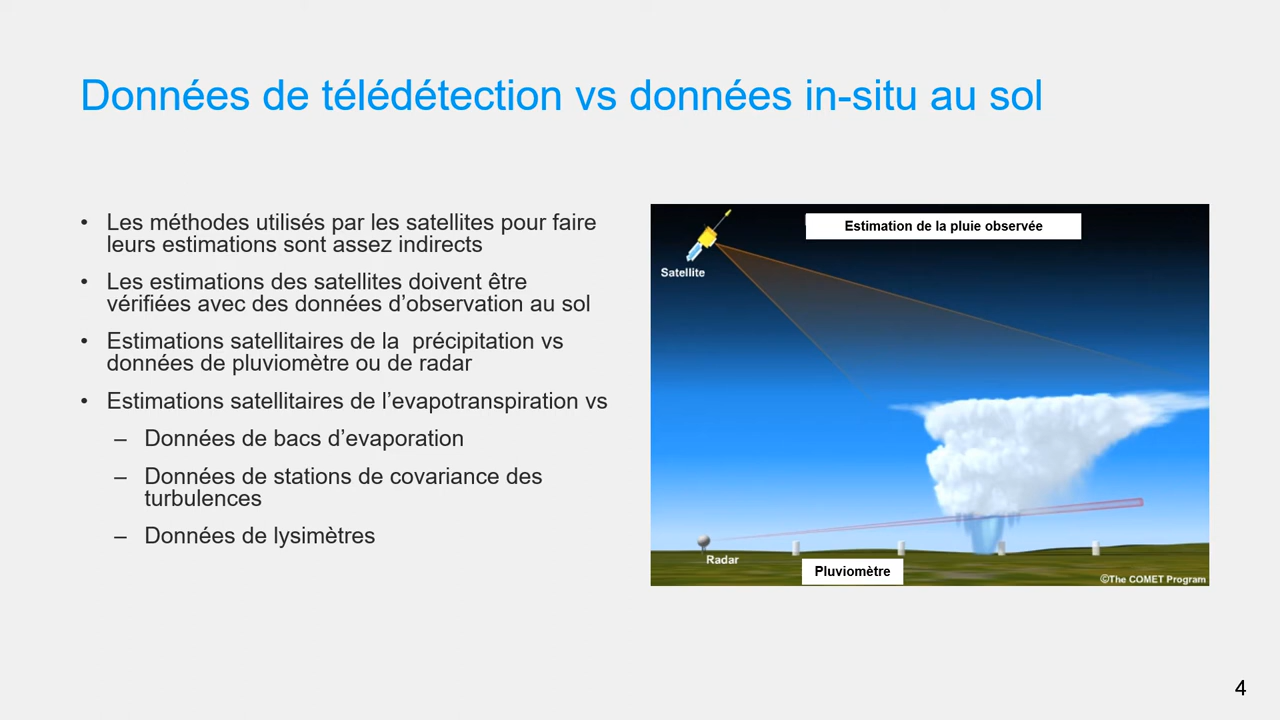 Données de télédétection vs données in-situ au sol
• Les méthodes utilisés par les satellites pour faire
leurs estimations sont assez indirects
• Les estimations des satellites doivent être
vérifiées avec des données d’observation au sol
• Estimations satellitaires de la  précipitation vs
données de pluviomètre ou de radar
• Estimations satellitaires de l’evapotranspiration vs
– Données de bacs d’evaporation
– Données de stations de covariance des
turbulences
– Données de lysimètres
Estimation de la pluie observée
Satellite
Radar
Pluviomètre
©The COMET Program
4